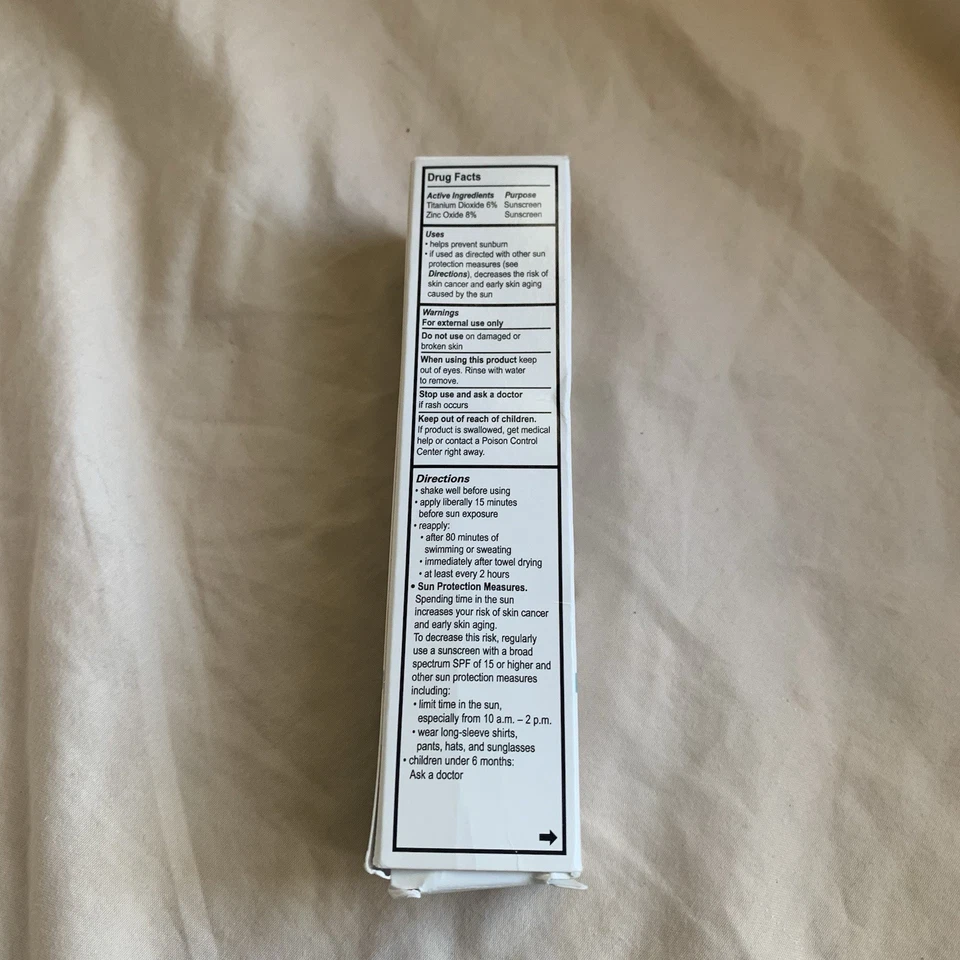 Drug Facts
Active Ingredients Purpose
Titanium Dioxide 6% Sunscreen
Zinc Oxide 8% Sunscreen
Uses
• helps prevent sunburn
• if used as directed with other sun
protection measures (see
Directions), decreases the risk of
skin cancer and early skin aging
caused by the sun
Warnings
For external use only
Do not use on damaged or
broken skin
When using this product keep
out of eyes. Rinse with water
to remove.
Stop use and ask a doctor
if rash occurs
Keep out of reach of children.
If product is swallowed, get medical
help or contact a Poison Control
Center right away.
Directions
• shake well before using
• apply liberally 15 minutes
before sun exposure
• reapply:
• after 80 minutes of
swimming or sweating
• immediately after towel drying
• at least every 2 hours
• Sun Protection Measures.
Spending time in the sun
increases your risk of skin cancer
and early skin aging.
To decrease this risk, regularly
use a sunscreen with a broad
spectrum SPF of 15 or higher and
other sun protection measures
including:
• limit time in the sun,
especially from 10 a.m. – 2 p.m.
• wear long-sleeve shirts,
pants, hats, and sunglasses
• children under 6 months:
Ask a doctor